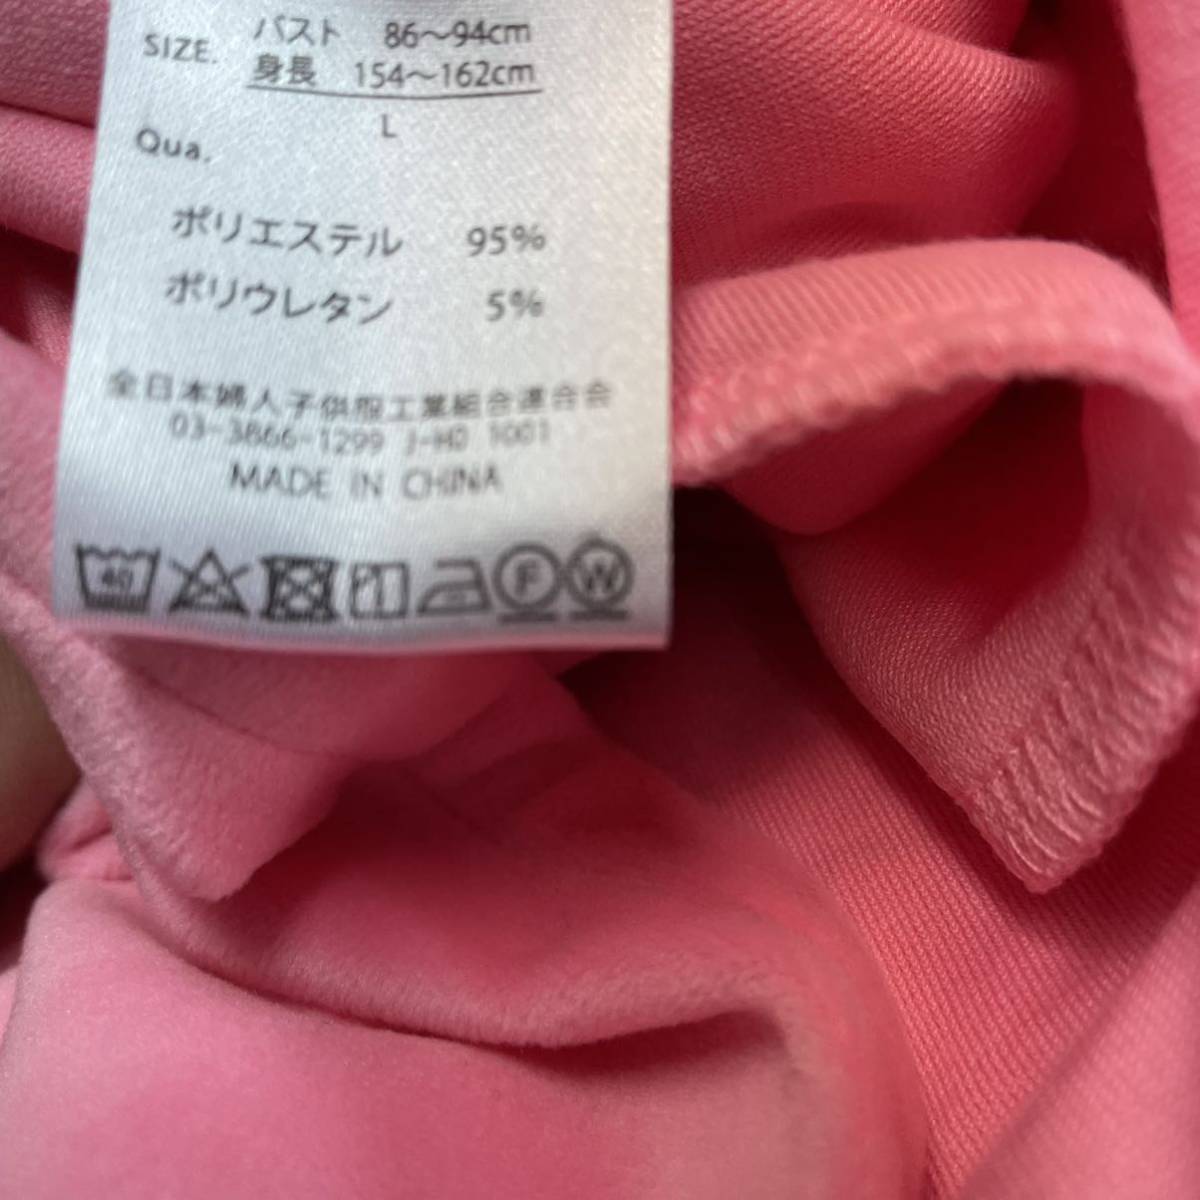 SIZE. バスト 86〜94cm
身長 154〜162cm
L
Qua.
ポリエステル 95%
ポリウレタン 5%
全日本婦人子供服工業組合連合会
03-3866-1299 J-H0 1001
MADE IN CHINA
40 F W